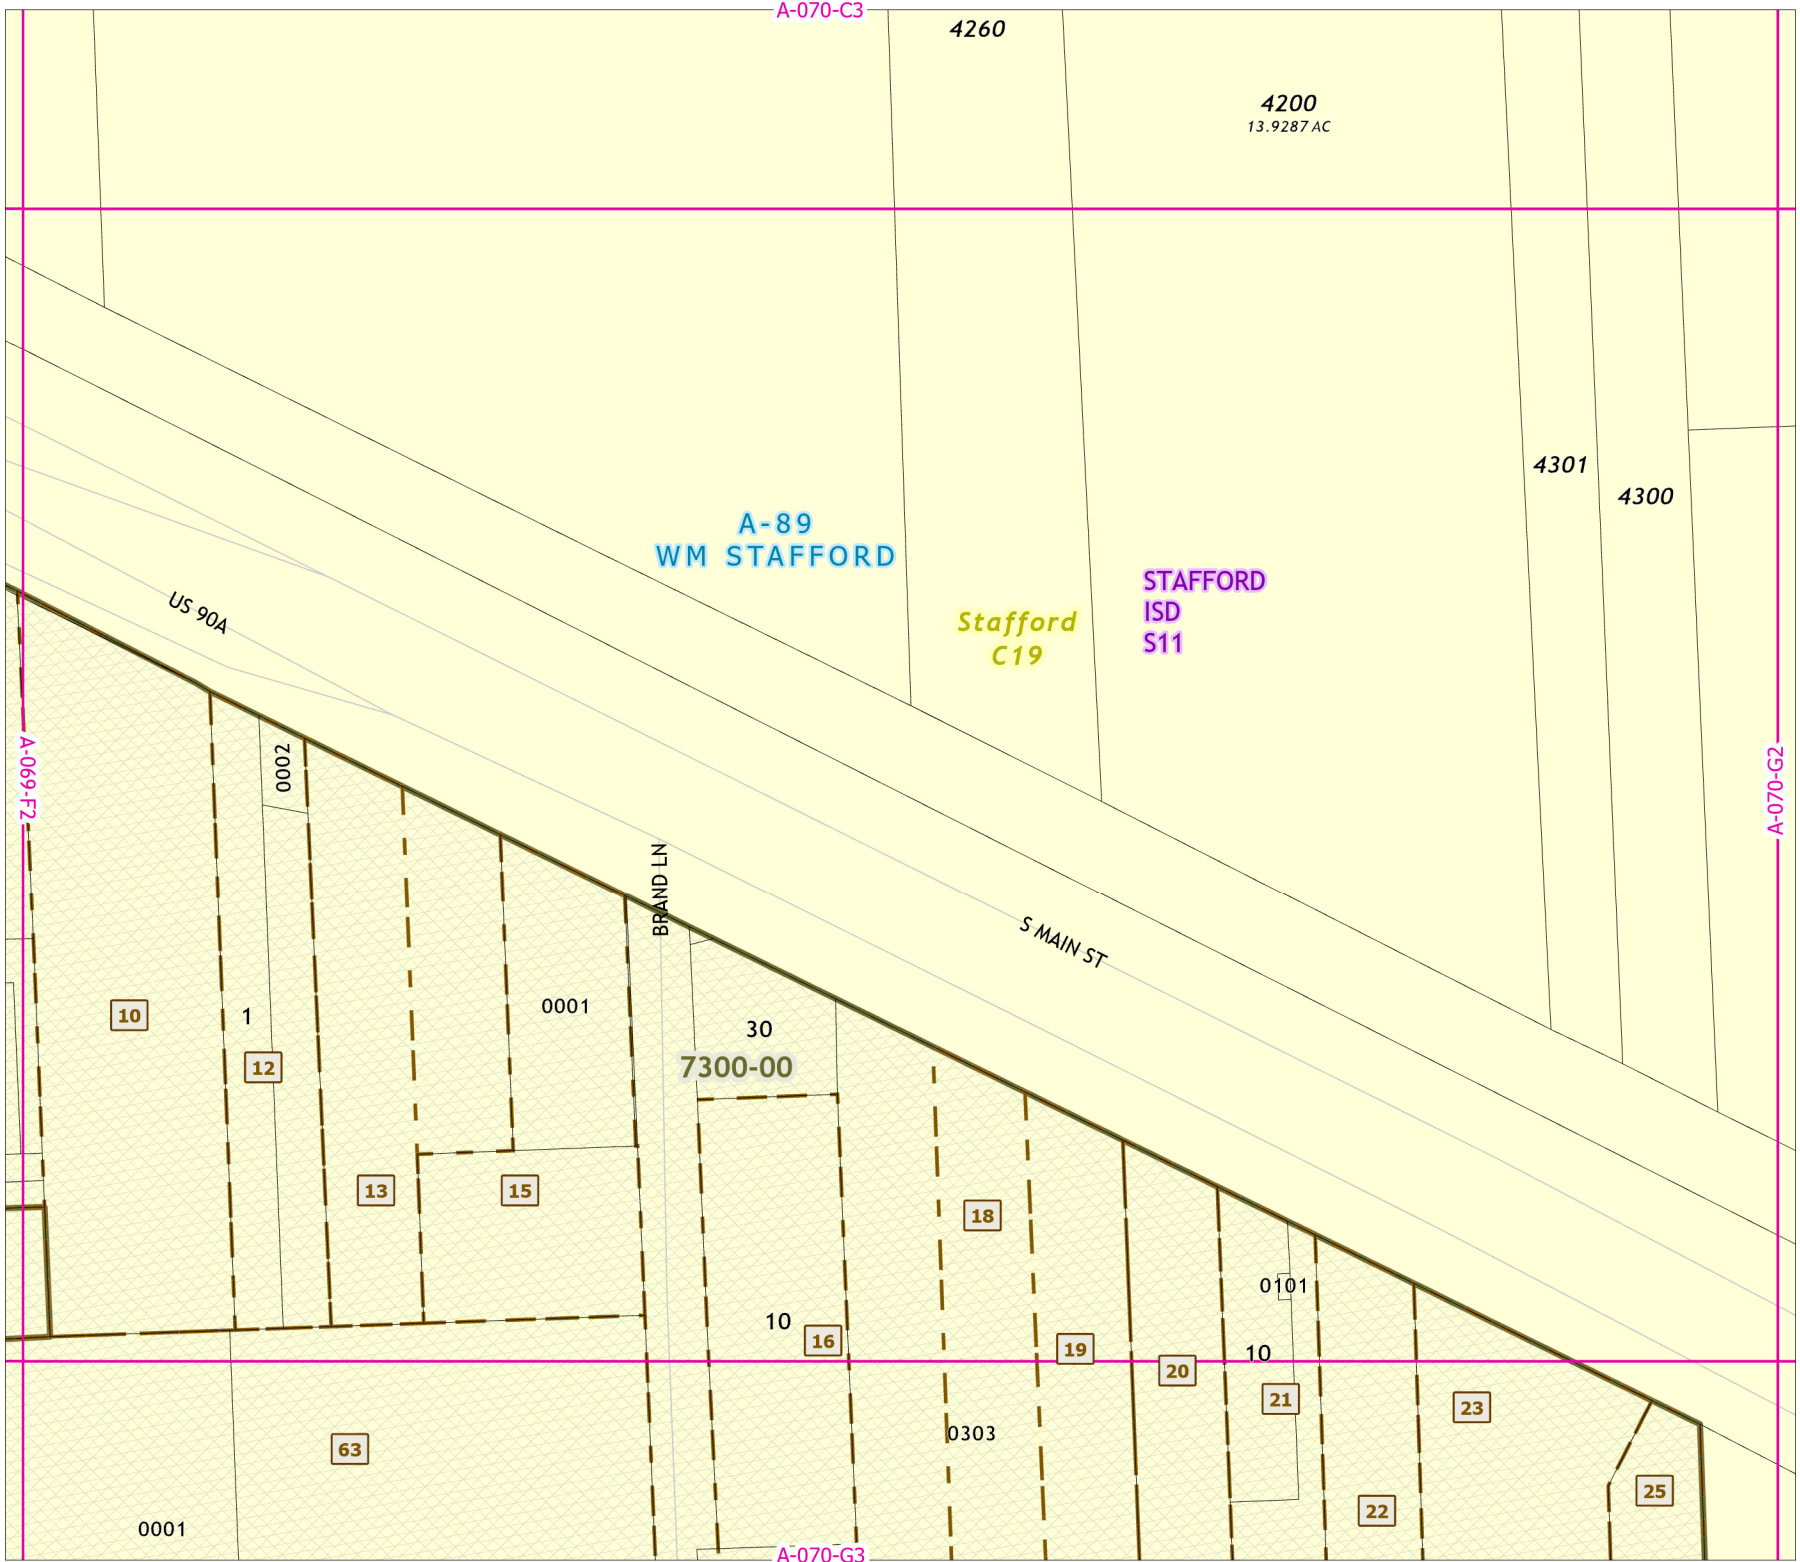 A-070-C3
4260
4200
13.9287 AC
4301
4300
A-89
WM STAFFORD
STAFFORD
ISD
S11
Stafford
C19
US 90A
A-069-F2
0002
A-070-G2
BRAND LN
S MAIN ST
10
1
0001
30
12
7300-00
13
15
18
0101
10
16
19
10
20
21
23
0303
63
25
22
0001
A-070-G3